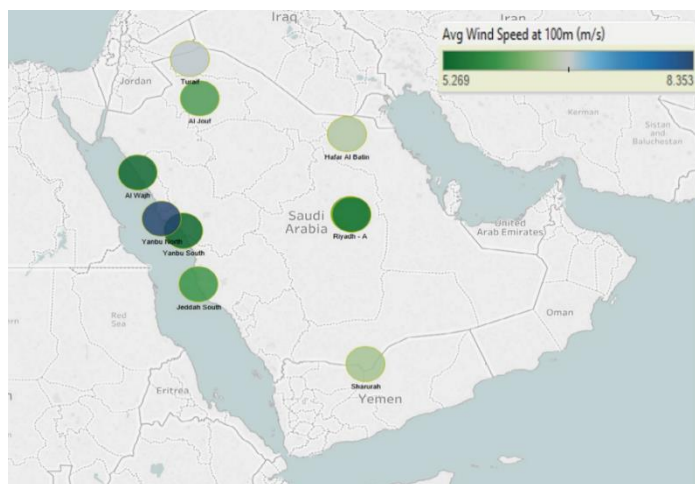 Iraq
Iran
Avg Wind Speed at 100m (m/s)
5.269
8.353
Jordan
Turaif
Al Jouf
Hafar Al Batin
Kerman
Sistan
and
Baluchestan
Al Wajh
Yanbu North
Yanbu South
Saudi
Arabia
Riyadh - A
United
Arab Emirates
Jeddah South
Red
Sea
Oman
Sharurah
Eritrea
Yemen